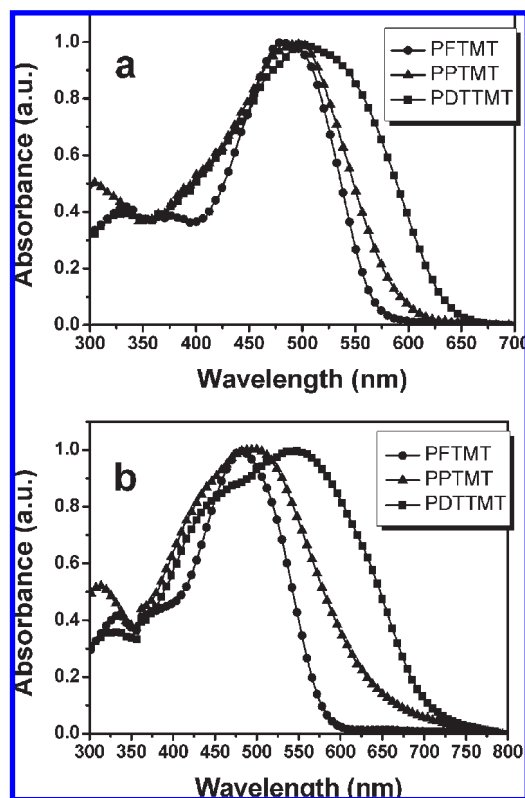 a
PFTMT
PPTMT
PDTTMT
Absorbance (a.u.)
1.0
0.8
0.6
0.4
0.2
0.0
300 350 400 450 500 550 600 650 700
Wavelength (nm)
b
PFTMT
PPTMT
PDTTMT
Absorbance (a.u.)
1.0
0.8
0.6
0.4
0.2
0.0
300 350 400 450 500 550 600 650 700 750 800
Wavelength (nm)